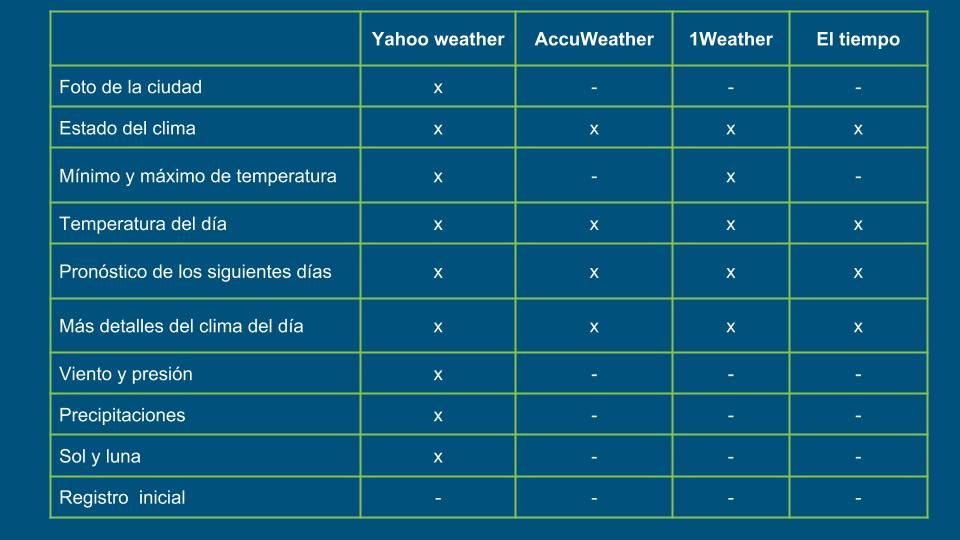 Yahoo weather AccuWeather 1Weather El tiempo
Foto de la ciudad x - - -
Estado del clima x x x x
Mínimo y máximo de temperatura x - x -
Temperatura del día x x x x
Pronóstico de los siguientes días x x x x
Más detalles del clima del día x x x x
Viento y presión x - - -
Precipitaciones x - - -
Sol y luna x - - -
Registro inicial - - - -